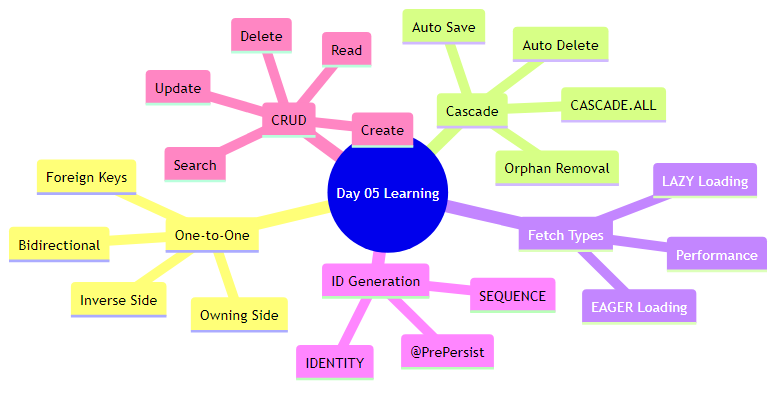 Day 05 Learning
CRUD
Delete
Read
Update
Search
Create
Cascade
Auto Save
Auto Delete
CASCADE.ALL
Orphan Removal
One-to-One
Foreign Keys
Bidirectional
Inverse Side
Owning Side
ID Generation
IDENTITY
@PrePersist
SEQUENCE
Fetch Types
LAZY Loading
Performance
EAGER Loading